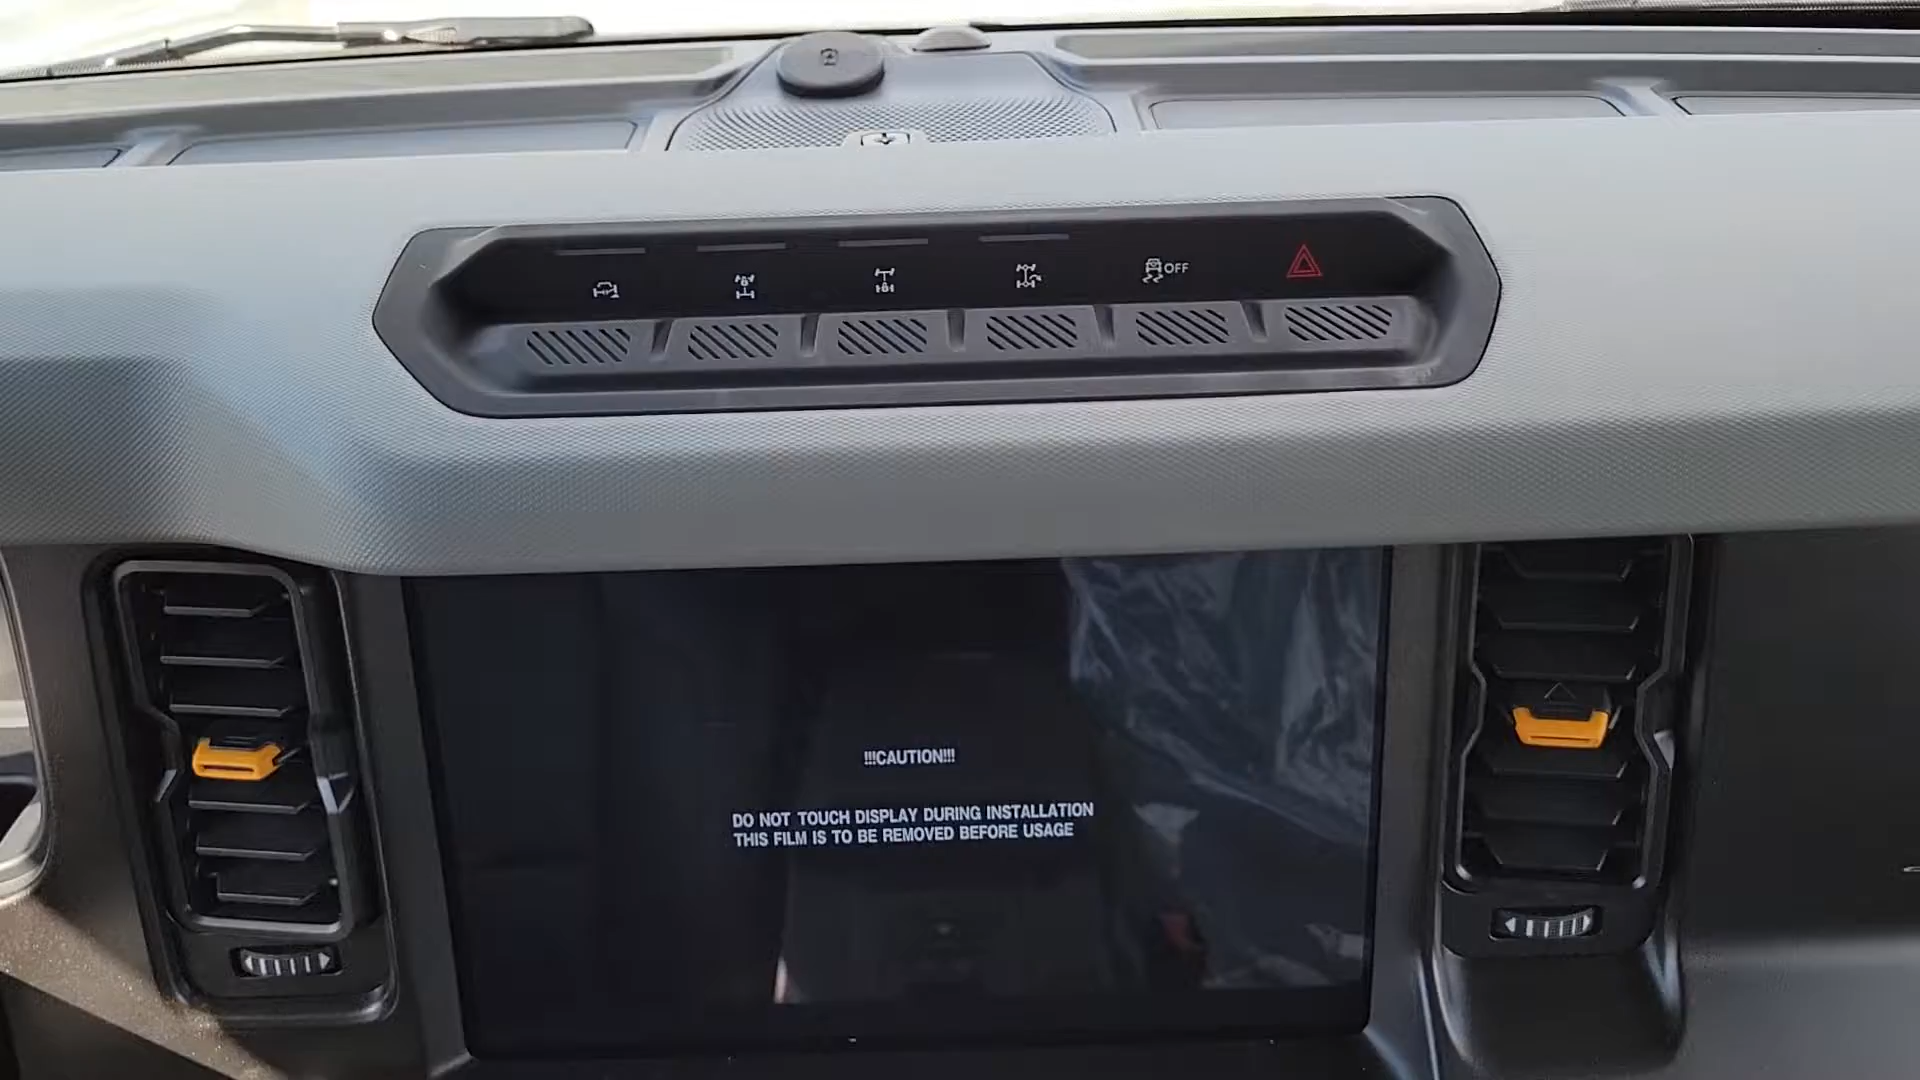 OFF
!!!CAUTION!!!
DO NOT TOUCH DISPLAY DURING INSTALLATION
THIS FILM IS TO BE REMOVED BEFORE USAGE